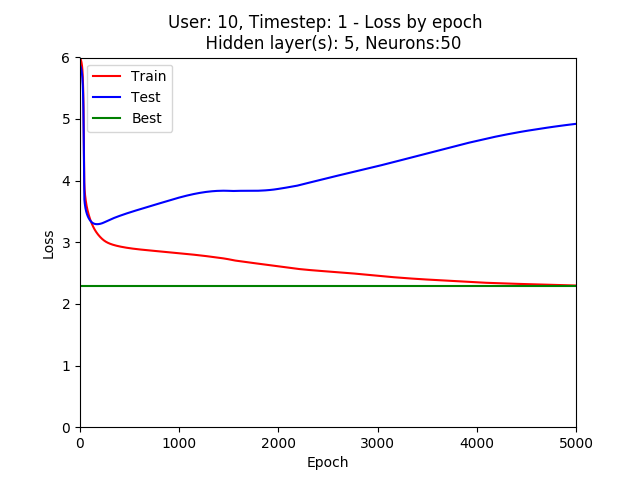 User: 10, Timestep: 1 - Loss by epoch
Hidden layer(s): 5, Neurons:50
6
5
4
3
2
1
0
Loss
Train
Test
Best
0 1000 2000 3000 4000 5000
Epoch